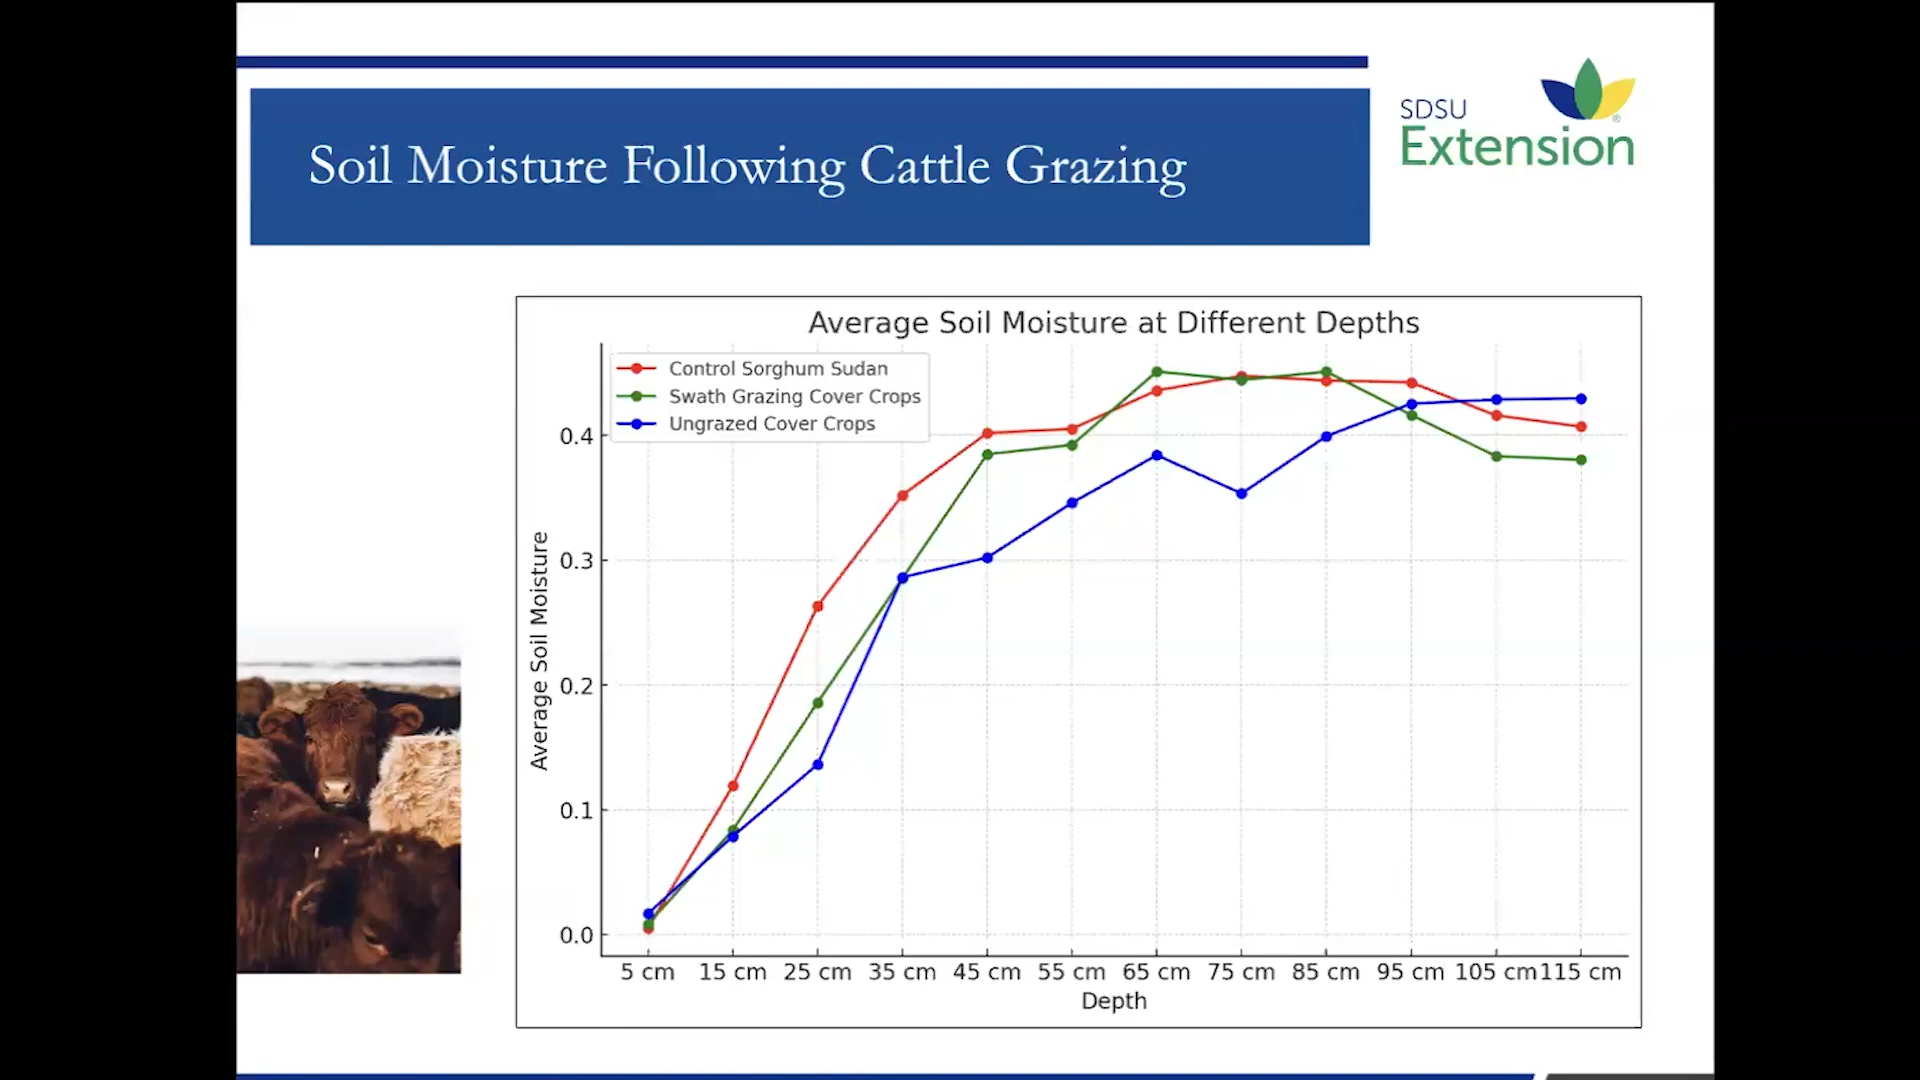 Soil Moisture Following Cattle Grazing
SDSU
Extension
®
Average Soil Moisture at Different Depths
Control Sorghum Sudan
Swath Grazing Cover Crops
Ungrazed Cover Crops
Average Soil Moisture
0.4
0.3
0.2
0.1
0.0
5 cm 15 cm 25 cm 35 cm 45 cm 55 cm 65 cm 75 cm 85 cm 95 cm 105 cm 115 cm
Depth